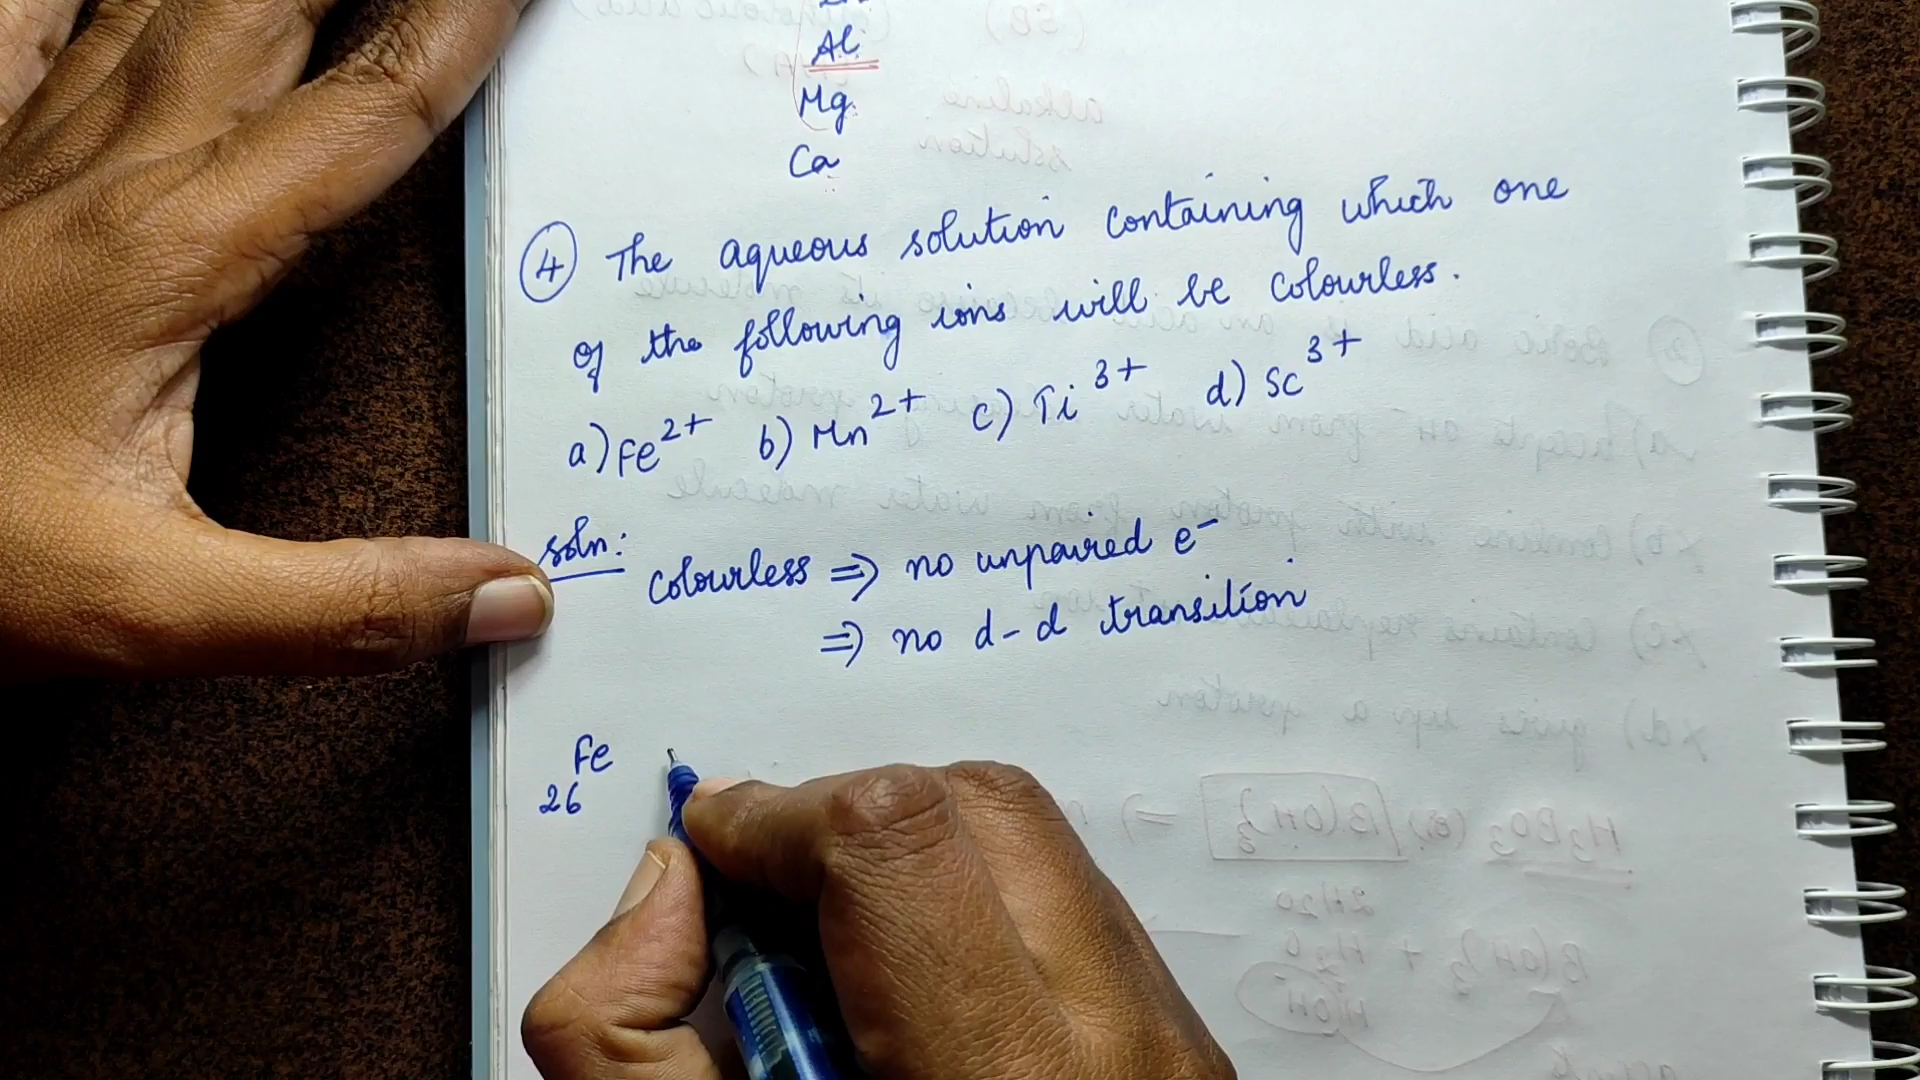 Al
Mg
Ca
(4) The aqueous solution containing which one
of the following ions will be colourless.
a) Fe²⁺ b) Mn²⁺ c) Ti³⁺ d) Sc³⁺
soln:
colourless ⇒ no unpaired e⁻
⇒ no d-d transition
₂₆Fe